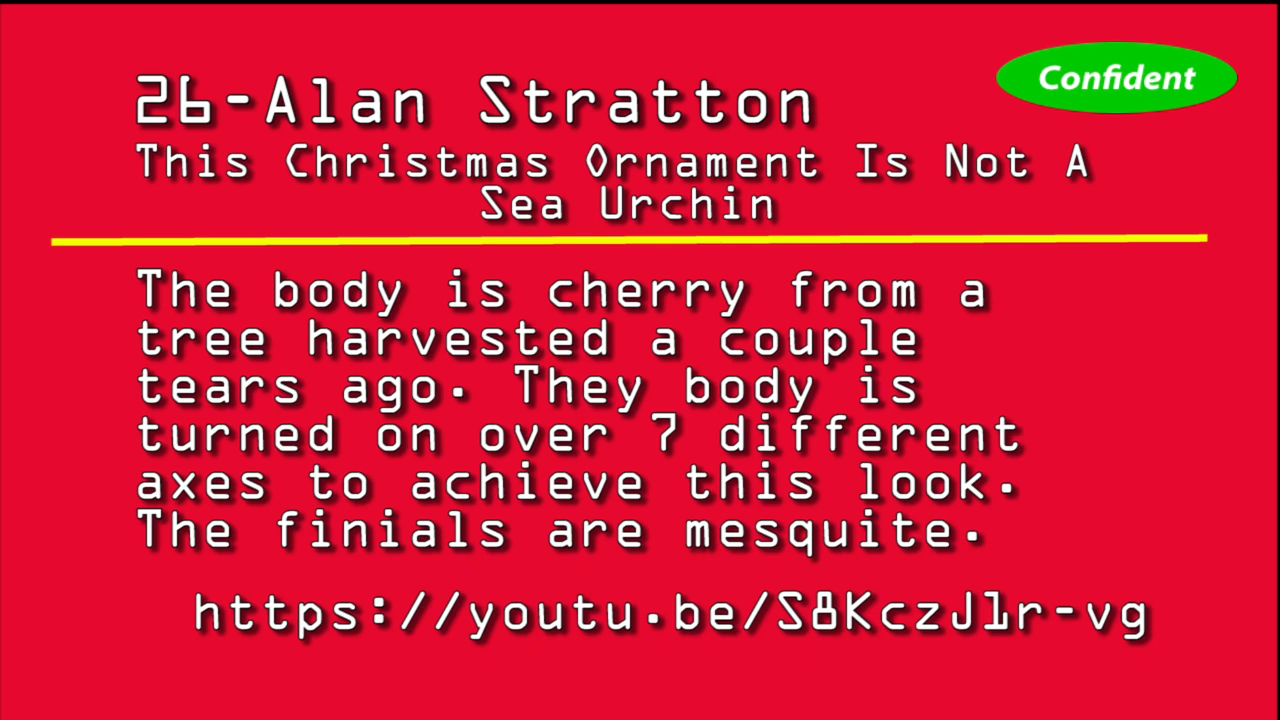 26-Alan Stratton
Confident
This Christmas Ornament Is Not A
Sea Urchin
The body is cherry from a
tree harvested a couple
tears ago. They body is
turned on over 7 different
axes to achieve this look.
The finials are mesquite.
https://youtu.be/S8KczJ1r-vg